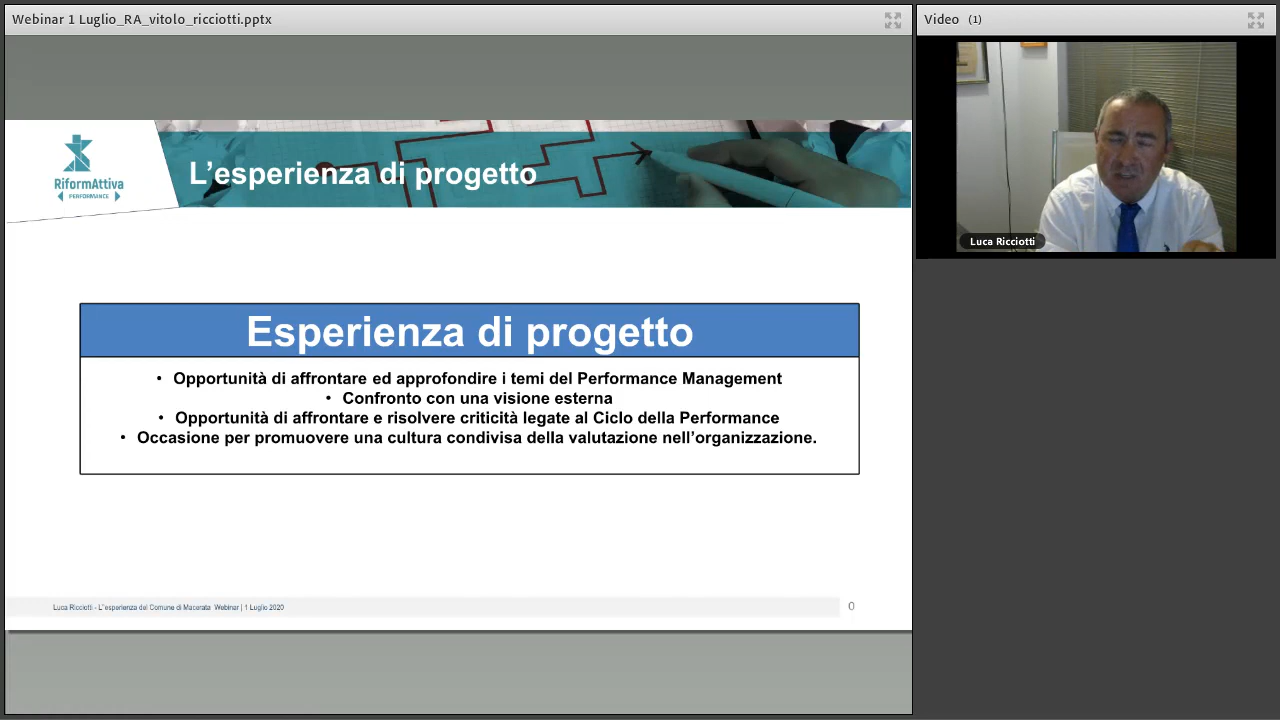 Webinar 1 Luglio_RA_vitolo_ricciotti.pptx
Video (1)
RiformAttiva
PERFORMANCE
L'esperienza di progetto
Luca Ricciotti
Esperienza di progetto
• Opportunità di affrontare ed approfondire i temi del Performance Management
• Confronto con una visione esterna
• Opportunità di affrontare e risolvere criticità legate al Ciclo della Performance
• Occasione per promuovere una cultura condivisa della valutazione nell'organizzazione.
Luca Ricciotti - L'esperienza del Comune di Macerata Webinar | 1 Luglio 2020
0